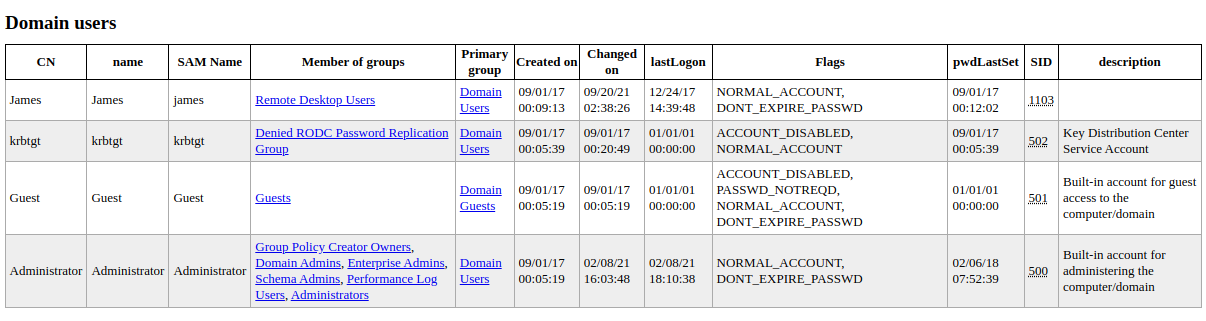 Domain users
CN name SAM Name Member of groups Primary group Created on Changed on lastLogon Flags pwdLastSet SID description
James James james Remote Desktop Users Domain Users 09/01/17 00:09:13 09/20/21 02:38:26 12/24/17 14:39:48 NORMAL_ACCOUNT, DONT_EXPIRE_PASSWD 09/01/17 00:12:02 1103
krbtgt krbtgt krbtgt Denied RODC Password Replication Group Domain Users 09/01/17 00:05:39 09/01/17 00:20:49 01/01/01 00:00:00 ACCOUNT_DISABLED, NORMAL_ACCOUNT 09/01/17 00:05:39 502 Key Distribution Center Service Account
Guest Guest Guest Guests Domain Guests 09/01/17 00:05:19 09/01/17 00:05:19 01/01/01 00:00:00 ACCOUNT_DISABLED, PASSWD_NOTREQD, NORMAL_ACCOUNT, DONT_EXPIRE_PASSWD 01/01/01 00:00:00 501 Built-in account for guest access to the computer/domain
Administrator Administrator Administrator Group Policy Creator Owners, Domain Admins, Enterprise Admins, Schema Admins, Performance Log Users, Administrators Domain Users 09/01/17 00:05:19 02/08/21 16:03:48 02/08/21 18:10:38 NORMAL_ACCOUNT, DONT_EXPIRE_PASSWD 02/06/18 07:52:39 500 Built-in account for administering the computer/domain